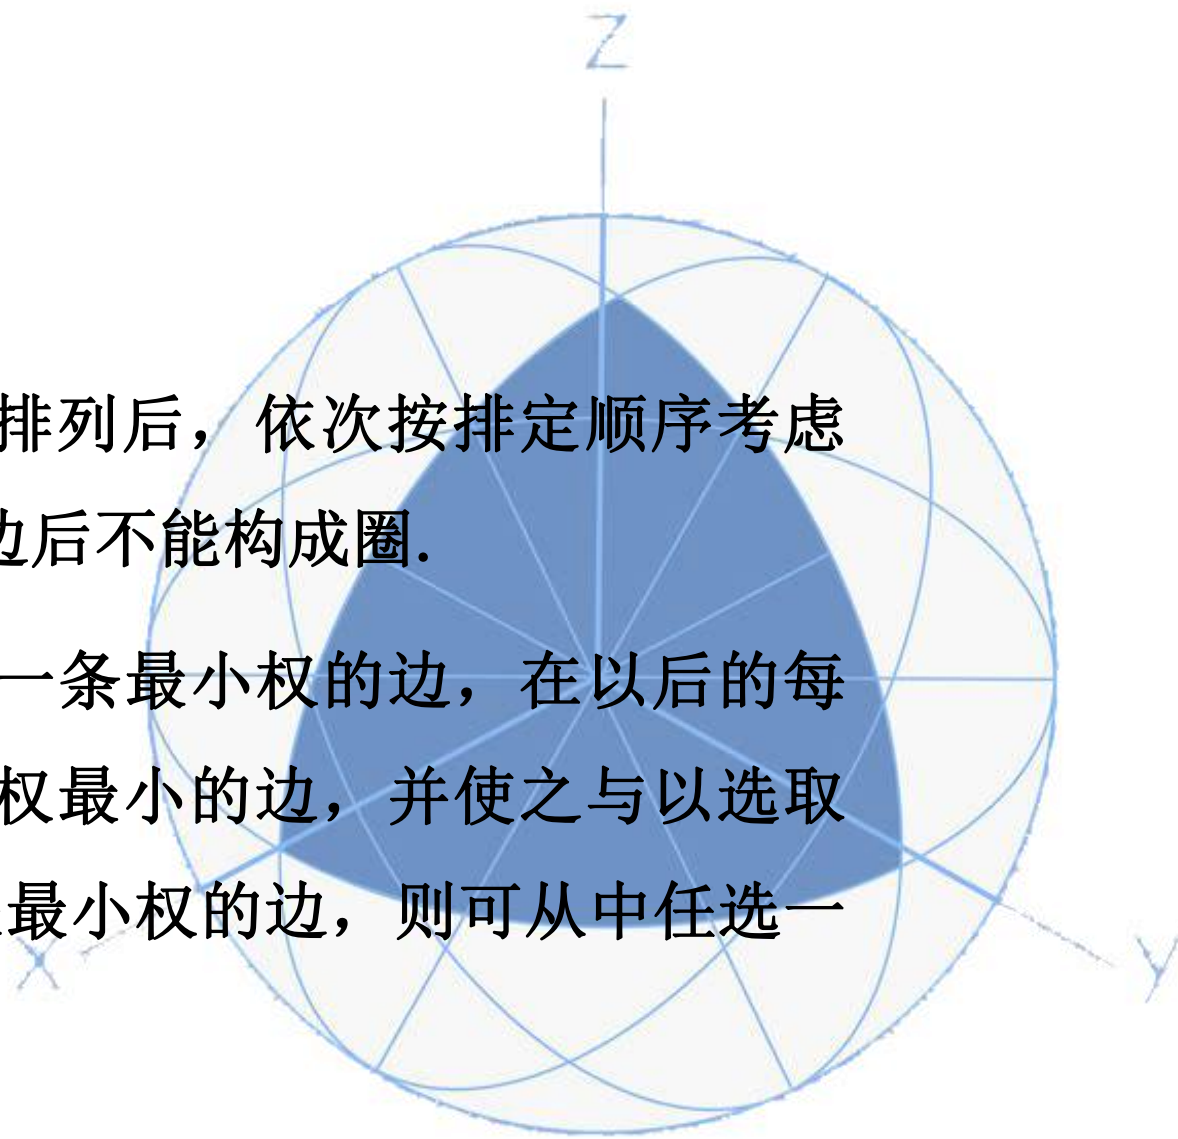 Z
排列后，依次按排定顺序考虑
边后不能构成圈.
一条最小权的边，在以后的每
权最小的边，并使之与以选取
最小权的边，则可从中任选一
X
Y